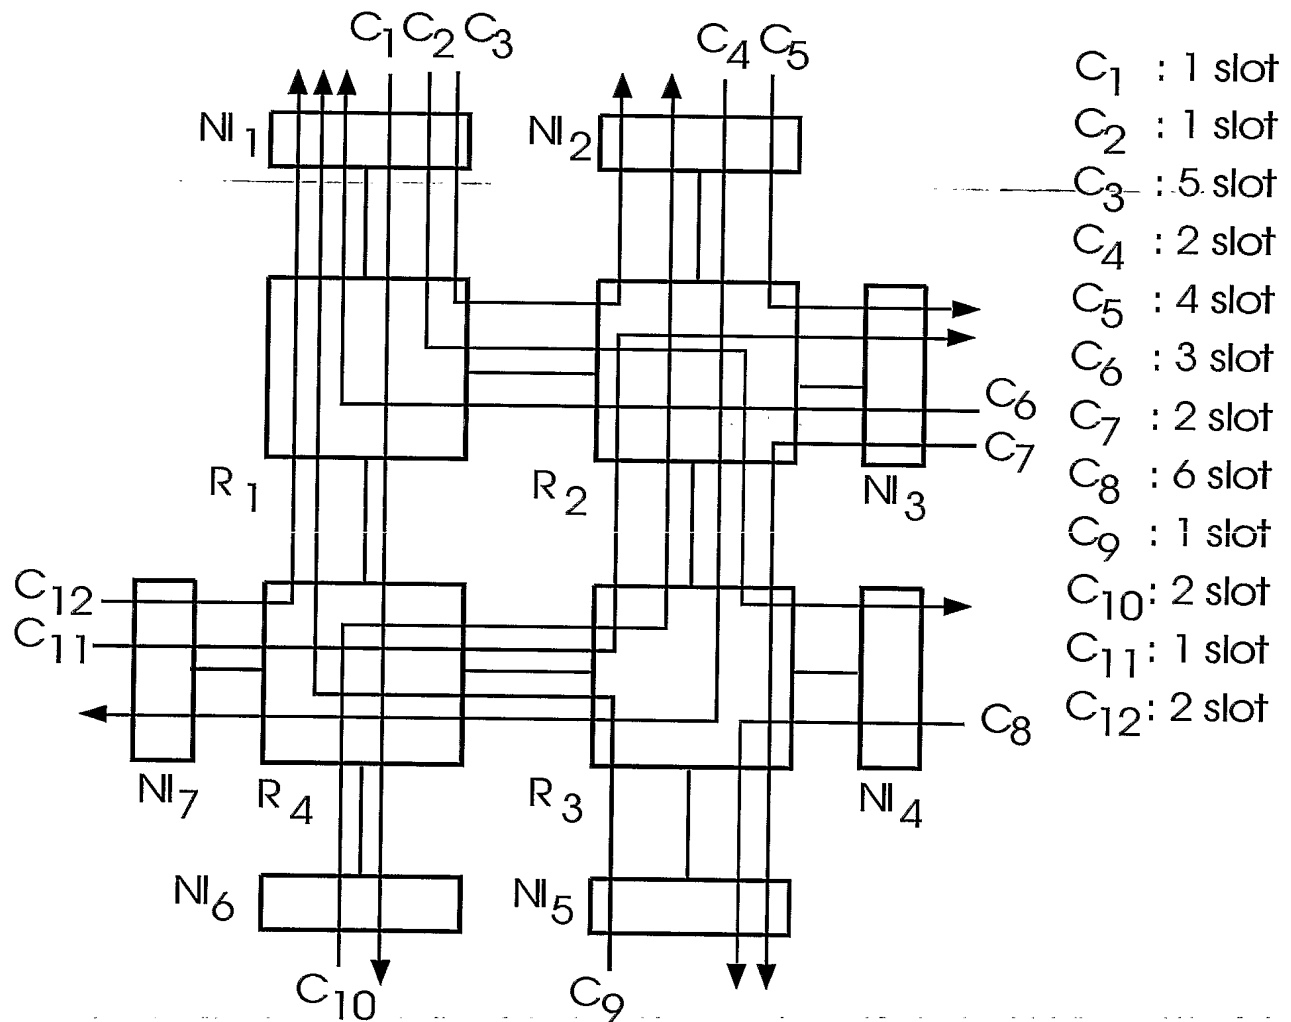 C1 C2 C3
C4 C5
NI1
NI2
C1 : 1 slot
C2 : 1 slot
C3 : 5 slot
C4 : 2 slot
C5 : 4 slot
C6 : 3 slot
C7 : 2 slot
C8 : 6 slot
C9 : 1 slot
C10 : 2 slot
C11 : 1 slot
C12 : 2 slot
C6
C7
R1
R2
NI3
C12
C11
C8
NI7
R4
R3
NI4
NI6
NI5
C10
C9